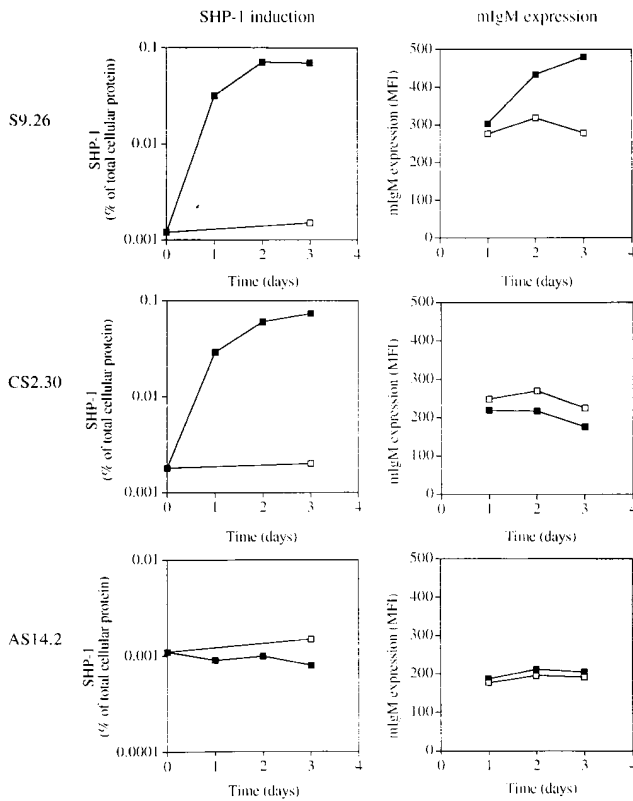 SHP-1 induction
mIgM expression
S9.26
SHP-1
(% of total cellular protein)
0.1
0.01
0.001
0 1 2 3 4
Time (days)
mIgM expression (MFI)
500
400
300
200
100
0
0 1 2 3 4
Time (days)
CS2.30
SHP-1
(% of total cellular protein)
0.1
0.01
0.001
0 1 2 3 4
Time (days)
mIgM expression (MFI)
500
400
300
200
100
0
0 1 2 3 4
Time (days)
AS14.2
SHP-1
(% of total cellular protein)
0.01
0.001
0.0001
0 1 2 3 4
Time (days)
mIgM expression (MFI)
500
400
300
200
100
0
0 1 2 3 4
Time (days)